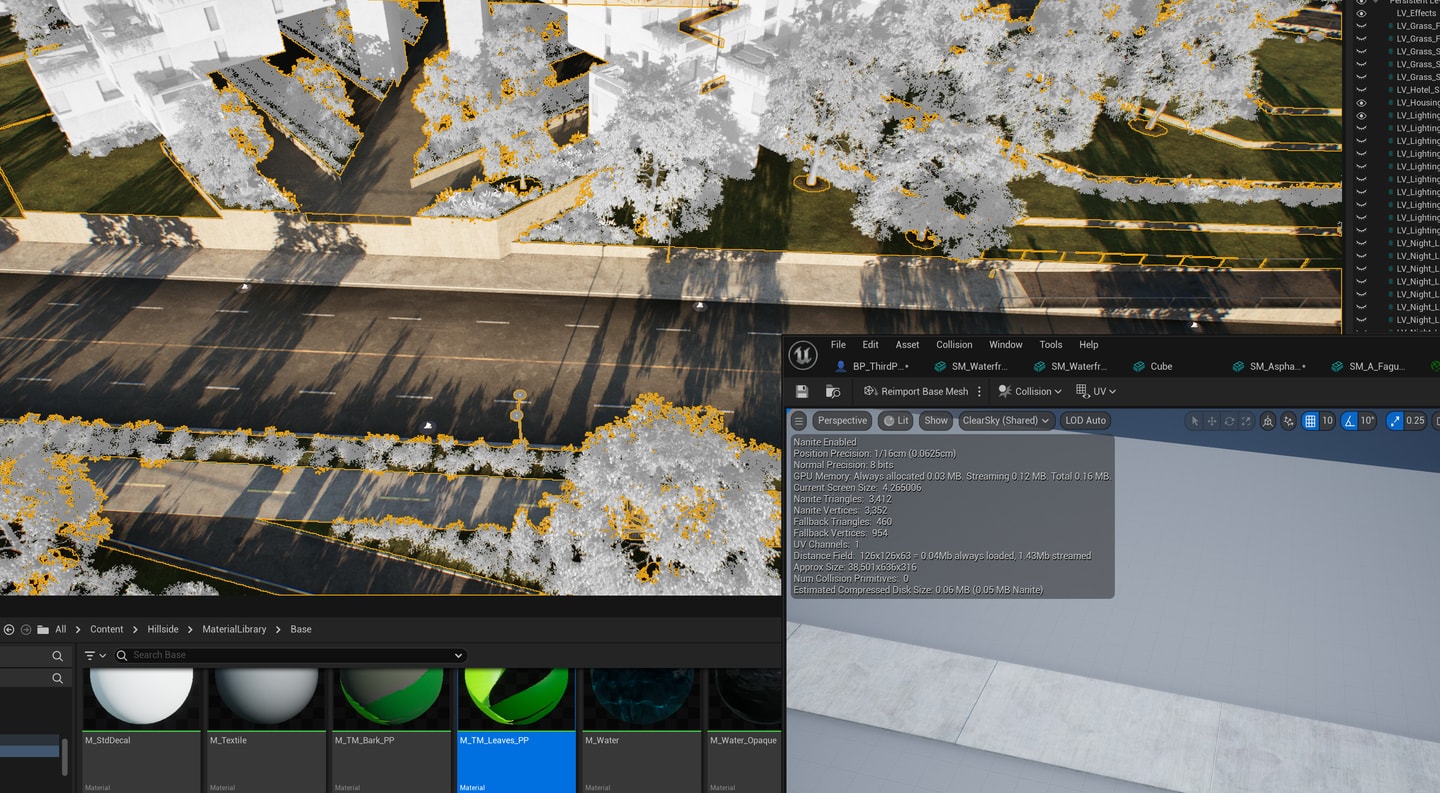 LV_Effects
LV_Grass_F
LV_Grass_F
LV_Grass_S
LV_Grass_S
LV_Grass_S
LV_Hotel_S
LV_Housing
LV_Lighting
LV_Lighting
LV_Lighting
LV_Lighting
LV_Lighting
LV_Lighting
LV_Lighting
LV_Lighting
LV_Lighting
LV_Lighting
LV_Night_L
LV_Night_L
LV_Night_L
LV_Night_L
LV_Night_L
LV_Night_L
LV_Night_L
File Edit Asset Collision Window Tools Help
BP_ThirdP...• SM_Waterfr... SM_Waterfr... Cube SM_Aspha...• SM_A_Fagu...
Reimport Base Mesh Collision UV
Perspective Lit Show ClearSky (Shared) LOD Auto 10 10° 0.25
Nanite Enabled
Position Precision: 1/16cm (0.0625cm)
Normal Precision: 8 bits
GPU Memory: Always allocated 0.03 MB. Streaming 0.12 MB. Total 0.16 MB.
Current Screen Size: 4.265006
Nanite Triangles: 3,412
Nanite Vertices: 3,352
Fallback Triangles: 460
Fallback Vertices: 954
UV Channels: 1
Distance Field: 126x126x63 = 0.04Mb always loaded, 1.43Mb streamed
Approx Size: 38,501x636x316
Num Collision Primitives: 0
Estimated Compressed Disk Size: 0.06 MB (0.05 MB Nanite)
All > Content > Hillside > MaterialLibrary > Base
Search Base
M_StdDecal M_Textile M_TM_Bark_PP M_TM_Leaves_PP M_Water M_Water_Opaque
Material Material Material Material Material Material